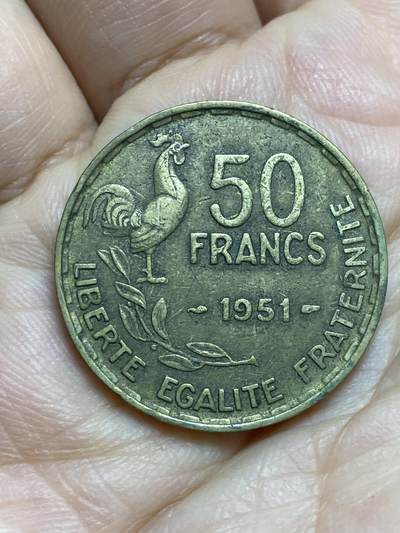 50
FRANCS
1951
LIBERTE EGALITE FRATERNITE